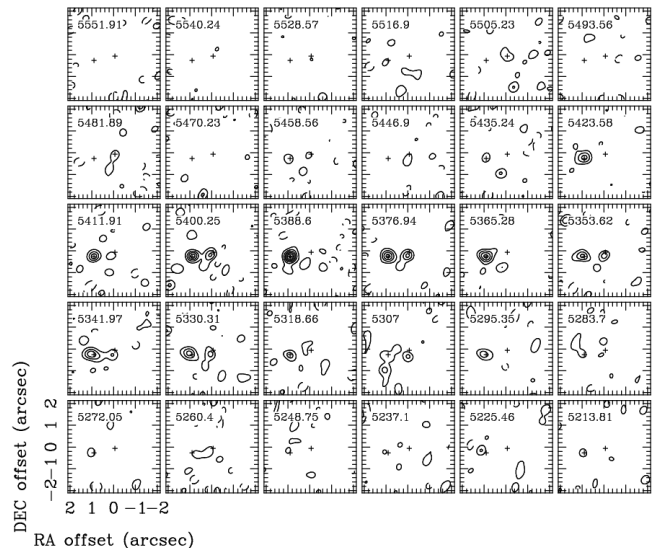 5551.91 5540.24 5528.57 5516.9 5505.23 5493.56
5481.89 5470.23 5458.56 5446.9 5435.24 5423.58
5411.91 5400.25 5388.6 5376.94 5365.28 5353.62
5341.97 5330.31 5318.66 5307 5295.35 5283.7
5272.05 5260.4 5248.75 5237.1 5225.46 5213.81
DEC offset (arcsec)
−2−1 0 1 2
2 1 0 −1−2
RA offset (arcsec)